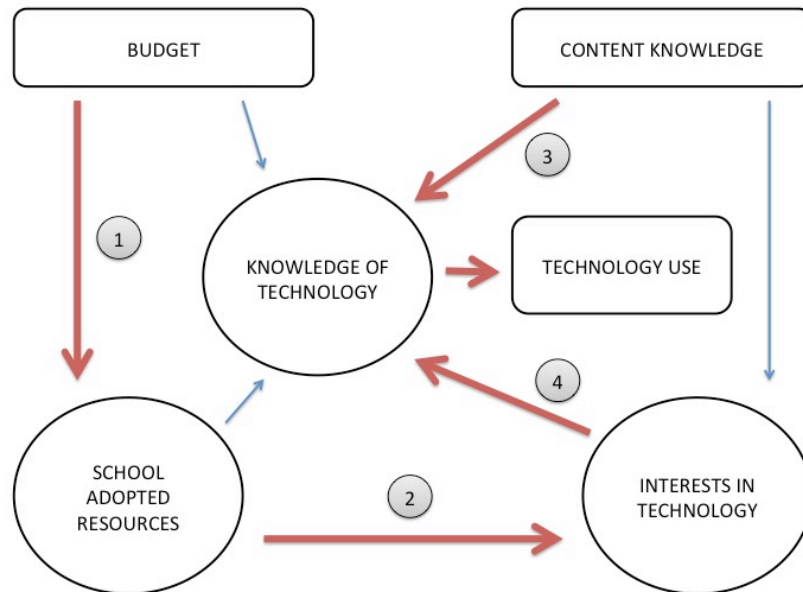 BUDGET
CONTENT KNOWLEDGE
3
1
KNOWLEDGE OF
TECHNOLOGY
TECHNOLOGY USE
4
SCHOOL
ADOPTED
RESOURCES
2
INTERESTS IN
TECHNOLOGY